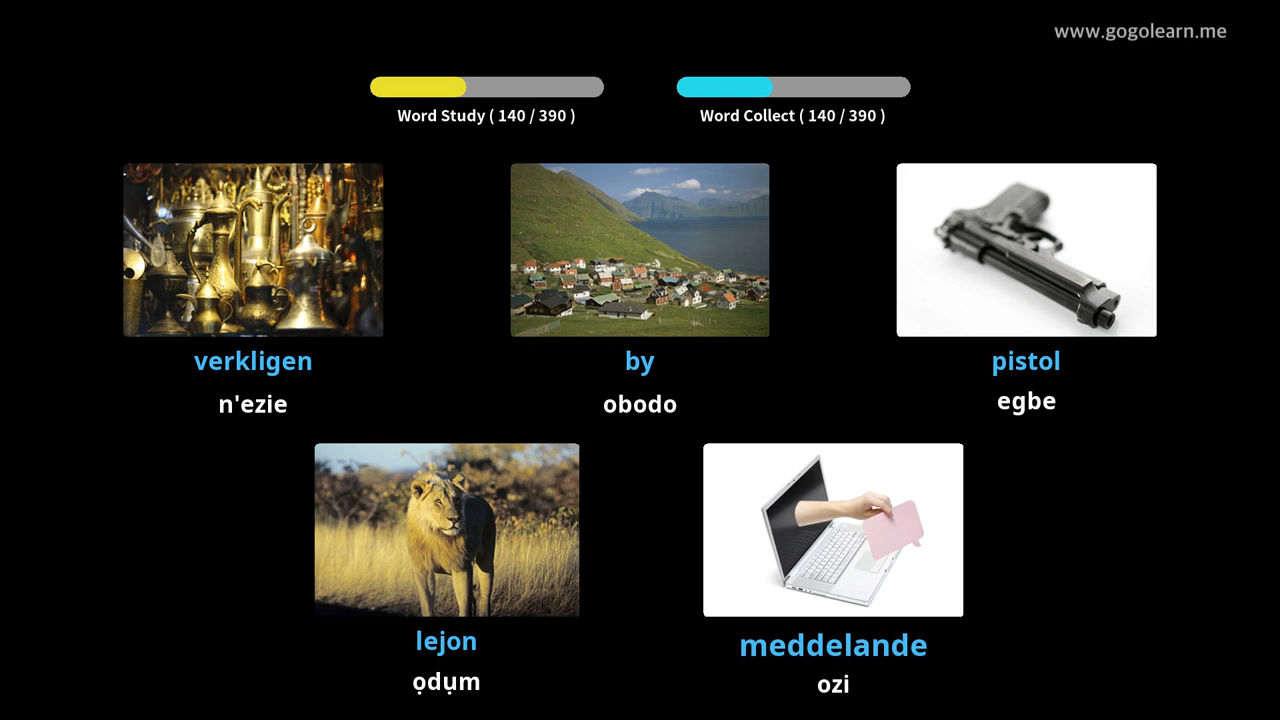 www.gogolearn.me
Word Study ( 140 / 390 )
Word Collect ( 140 / 390 )
verkligen
by
pistol
n'ezie
obodo
egbe
lejon
meddelande
ọdụm
ozi